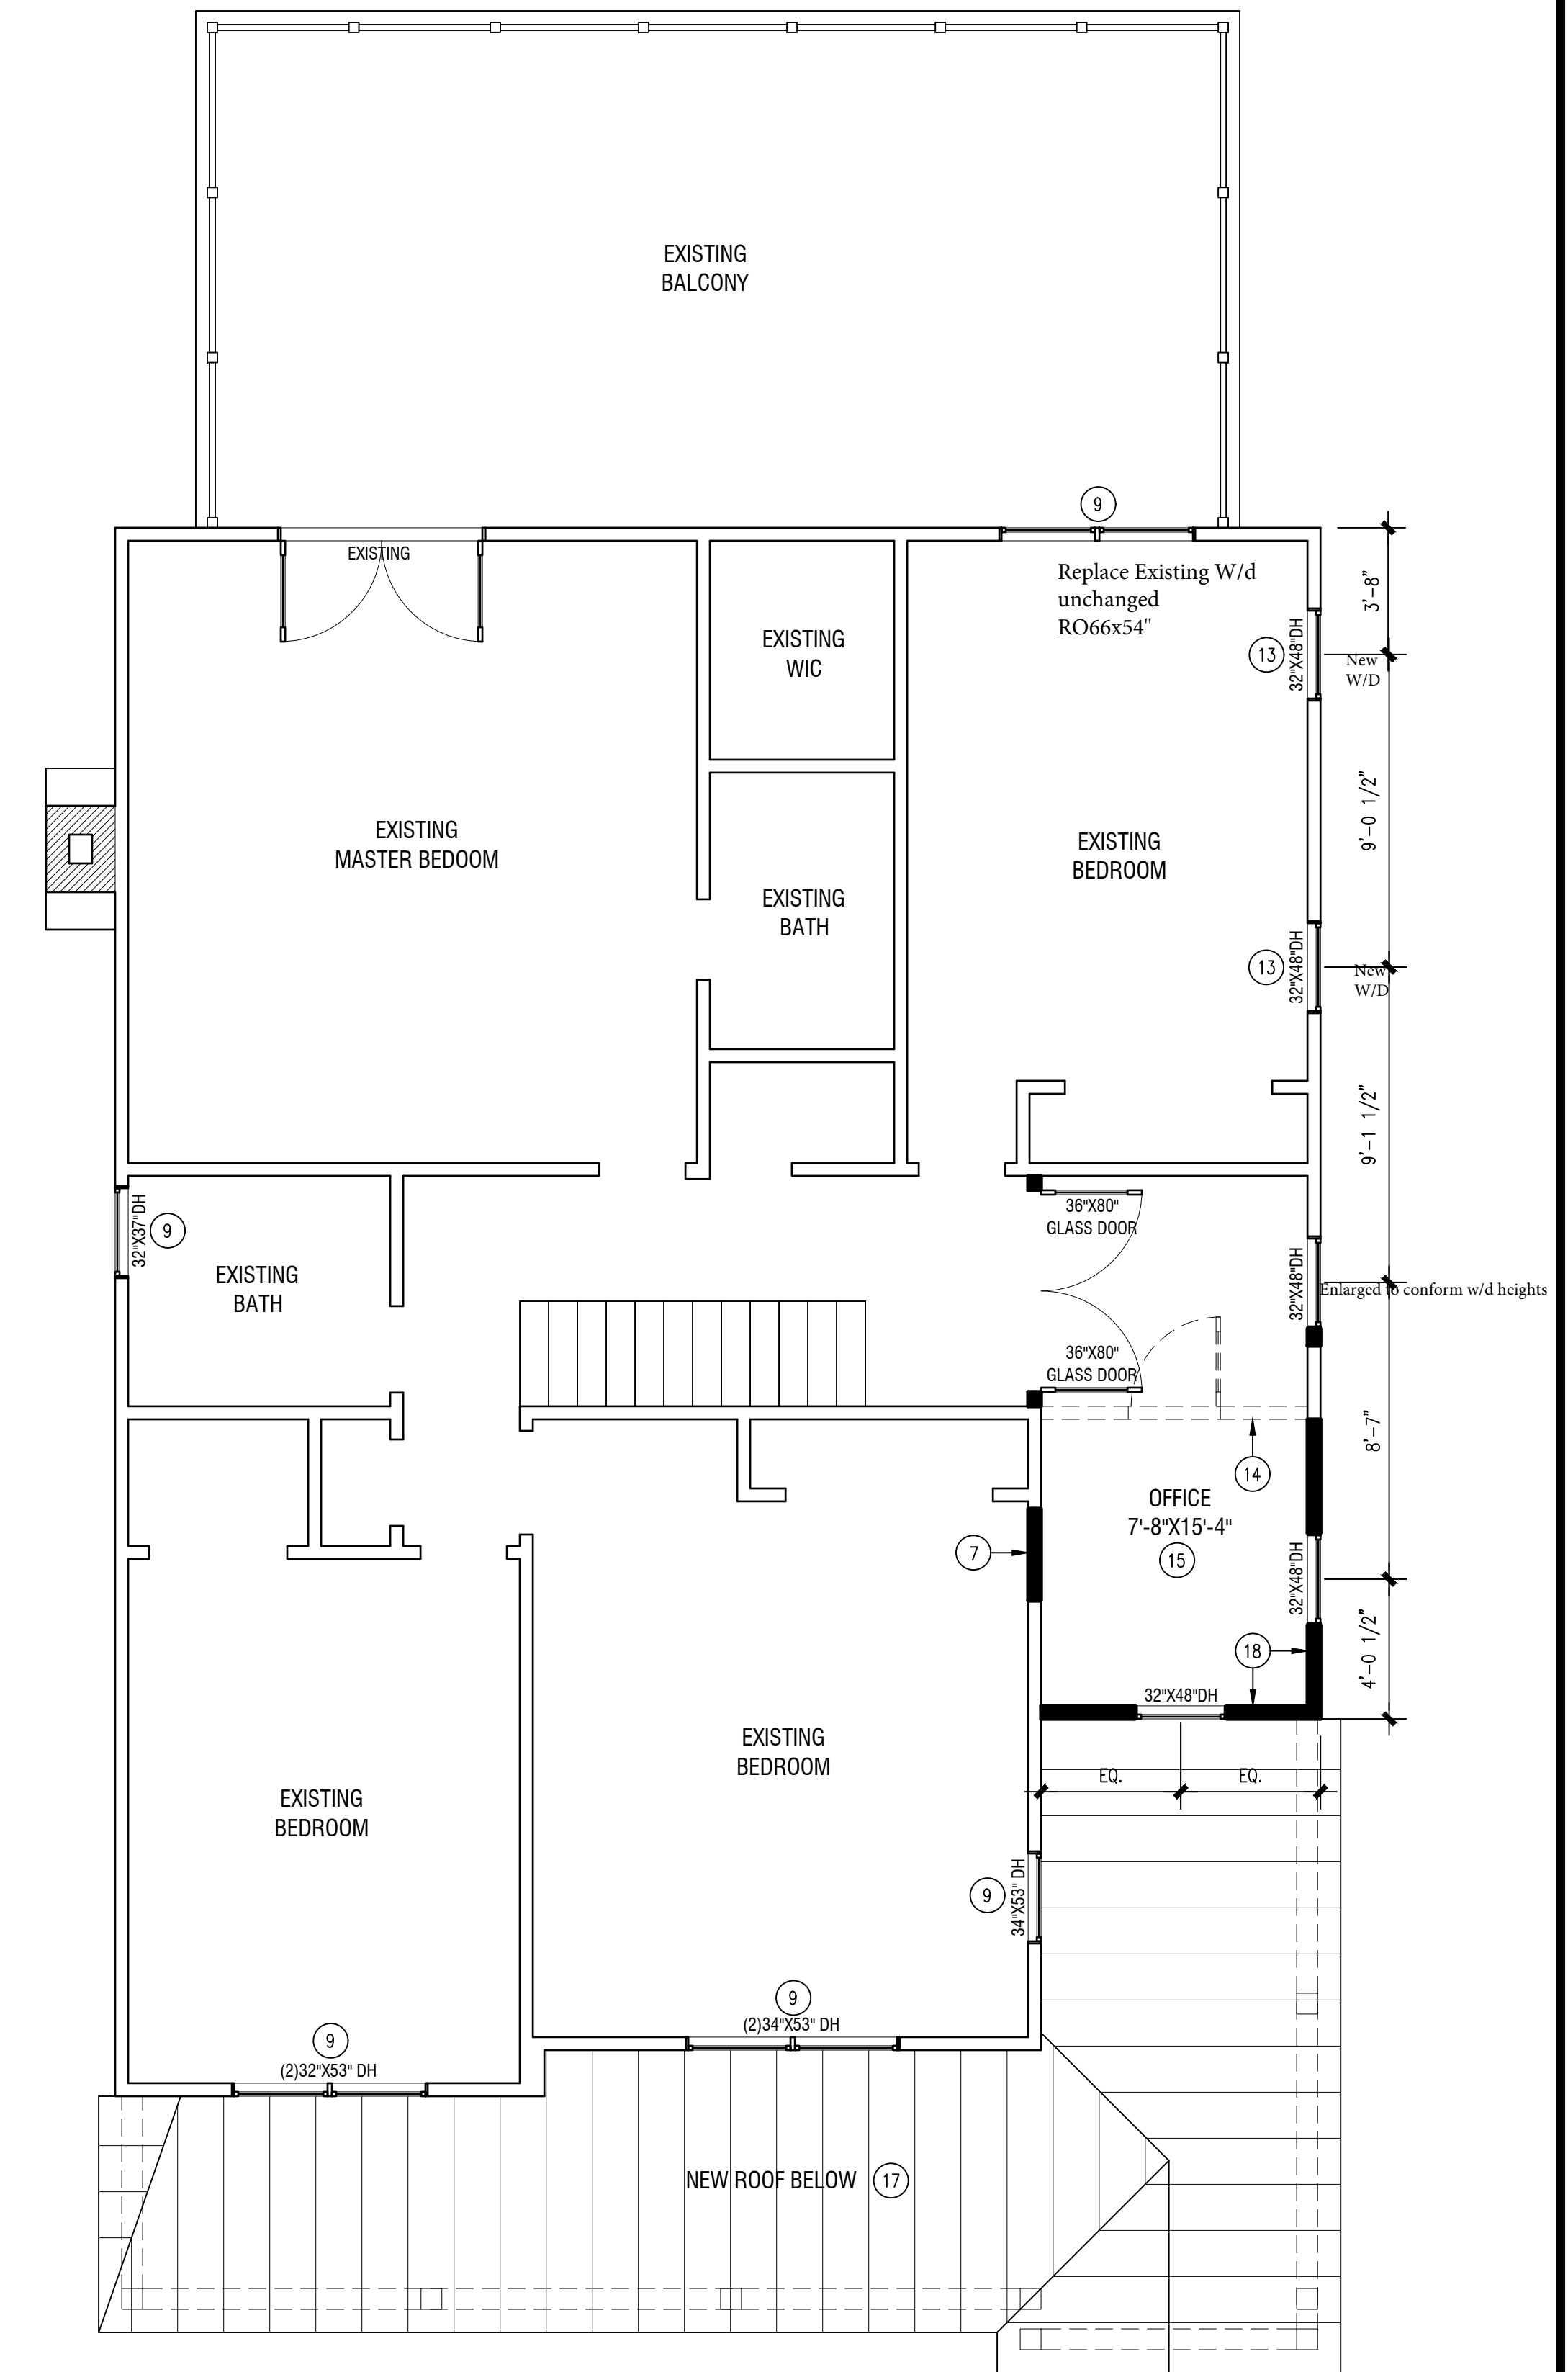 EXISTING
BALCONY
9
EXISTING
Replace Existing W/d
unchanged
RO66x54"
3'-8"
EXISTING
WIC
13
32"X48"DH
New
W/D
9'-0 1/2"
EXISTING
MASTER BEDOOM
EXISTING
BEDROOM
EXISTING
BATH
13
32"X48"DH
New
W/D
9'-1 1/2"
32"X37"DH
9
EXISTING
BATH
36"X80"
GLASS DOOR
32"X48"DH
Enlarged to conform w/d heights
36"X80"
GLASS DOOR
8'-7"
14
OFFICE
7'-8"X15'-4"
15
7
32"X48"DH
18
4'-0 1/2"
32"X48"DH
EXISTING
BEDROOM
EQ.
EQ.
EXISTING
BEDROOM
9
34"X53" DH
9
(2)34"X53" DH
9
(2)32"X53" DH
NEW ROOF BELOW
17